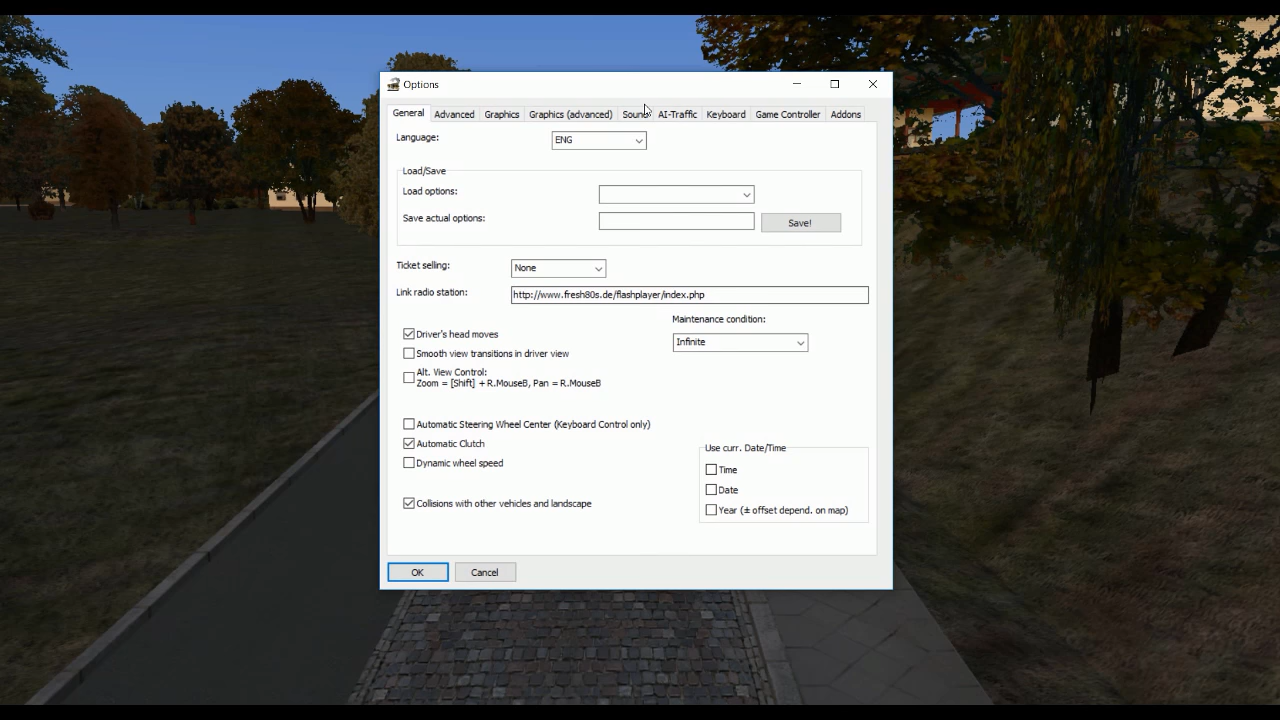 Options
General Advanced Graphics Graphics (advanced) Sound AI-Traffic Keyboard Game Controller Addons
Language: ENG
Load/Save
Load options:
Save actual options: Save!
Ticket selling: None
Link radio station: http://www.fresh80s.de/flashplayer/index.php
Maintenance condition:
Infinite
Driver's head moves
Smooth view transitions in driver view
Alt. View Control:
Zoom = [Shift] + R.MouseB, Pan = R.MouseB
Automatic Steering Wheel Center (Keyboard Control only)
Automatic Clutch
Dynamic wheel speed
Collisions with other vehicles and landscape
Use curr. Date/Time
Time
Date
Year (± offset depend. on map)
OK Cancel